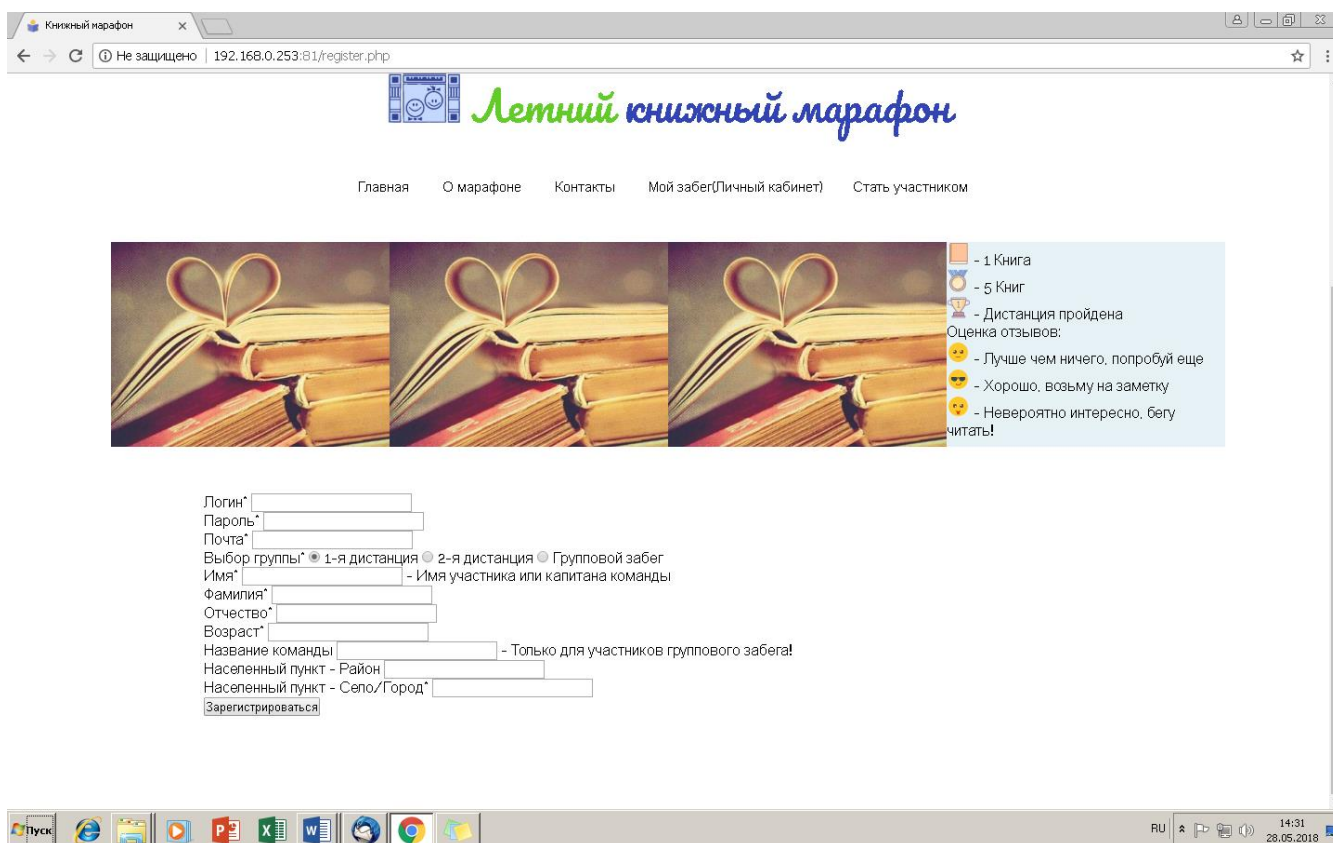 Книжный марафон
Не защищено | 192.168.0.253:81/register.php
Летний книжный марафон
Главная О марафоне Контакты Мой забег(Личный кабинет) Стать участником
- 1 Книга
- 5 Книг
- Дистанция пройдена
Оценка отзывов:
- Лучше чем ничего, попробуй еще
- Хорошо, возьму на заметку
- Невероятно интересно, бегу
читать!
Логин*
Пароль*
Почта*
Выбор группы* 1-я дистанция 2-я дистанция Групповой забег
Имя* - Имя участника или капитана команды
Фамилия*
Отчество*
Возраст*
Название команды - Только для участников группового забега!
Населенный пункт - Район
Населенный пункт - Село/Город*
Зарегистрироваться
Пуск RU 14:31
28.05.2018